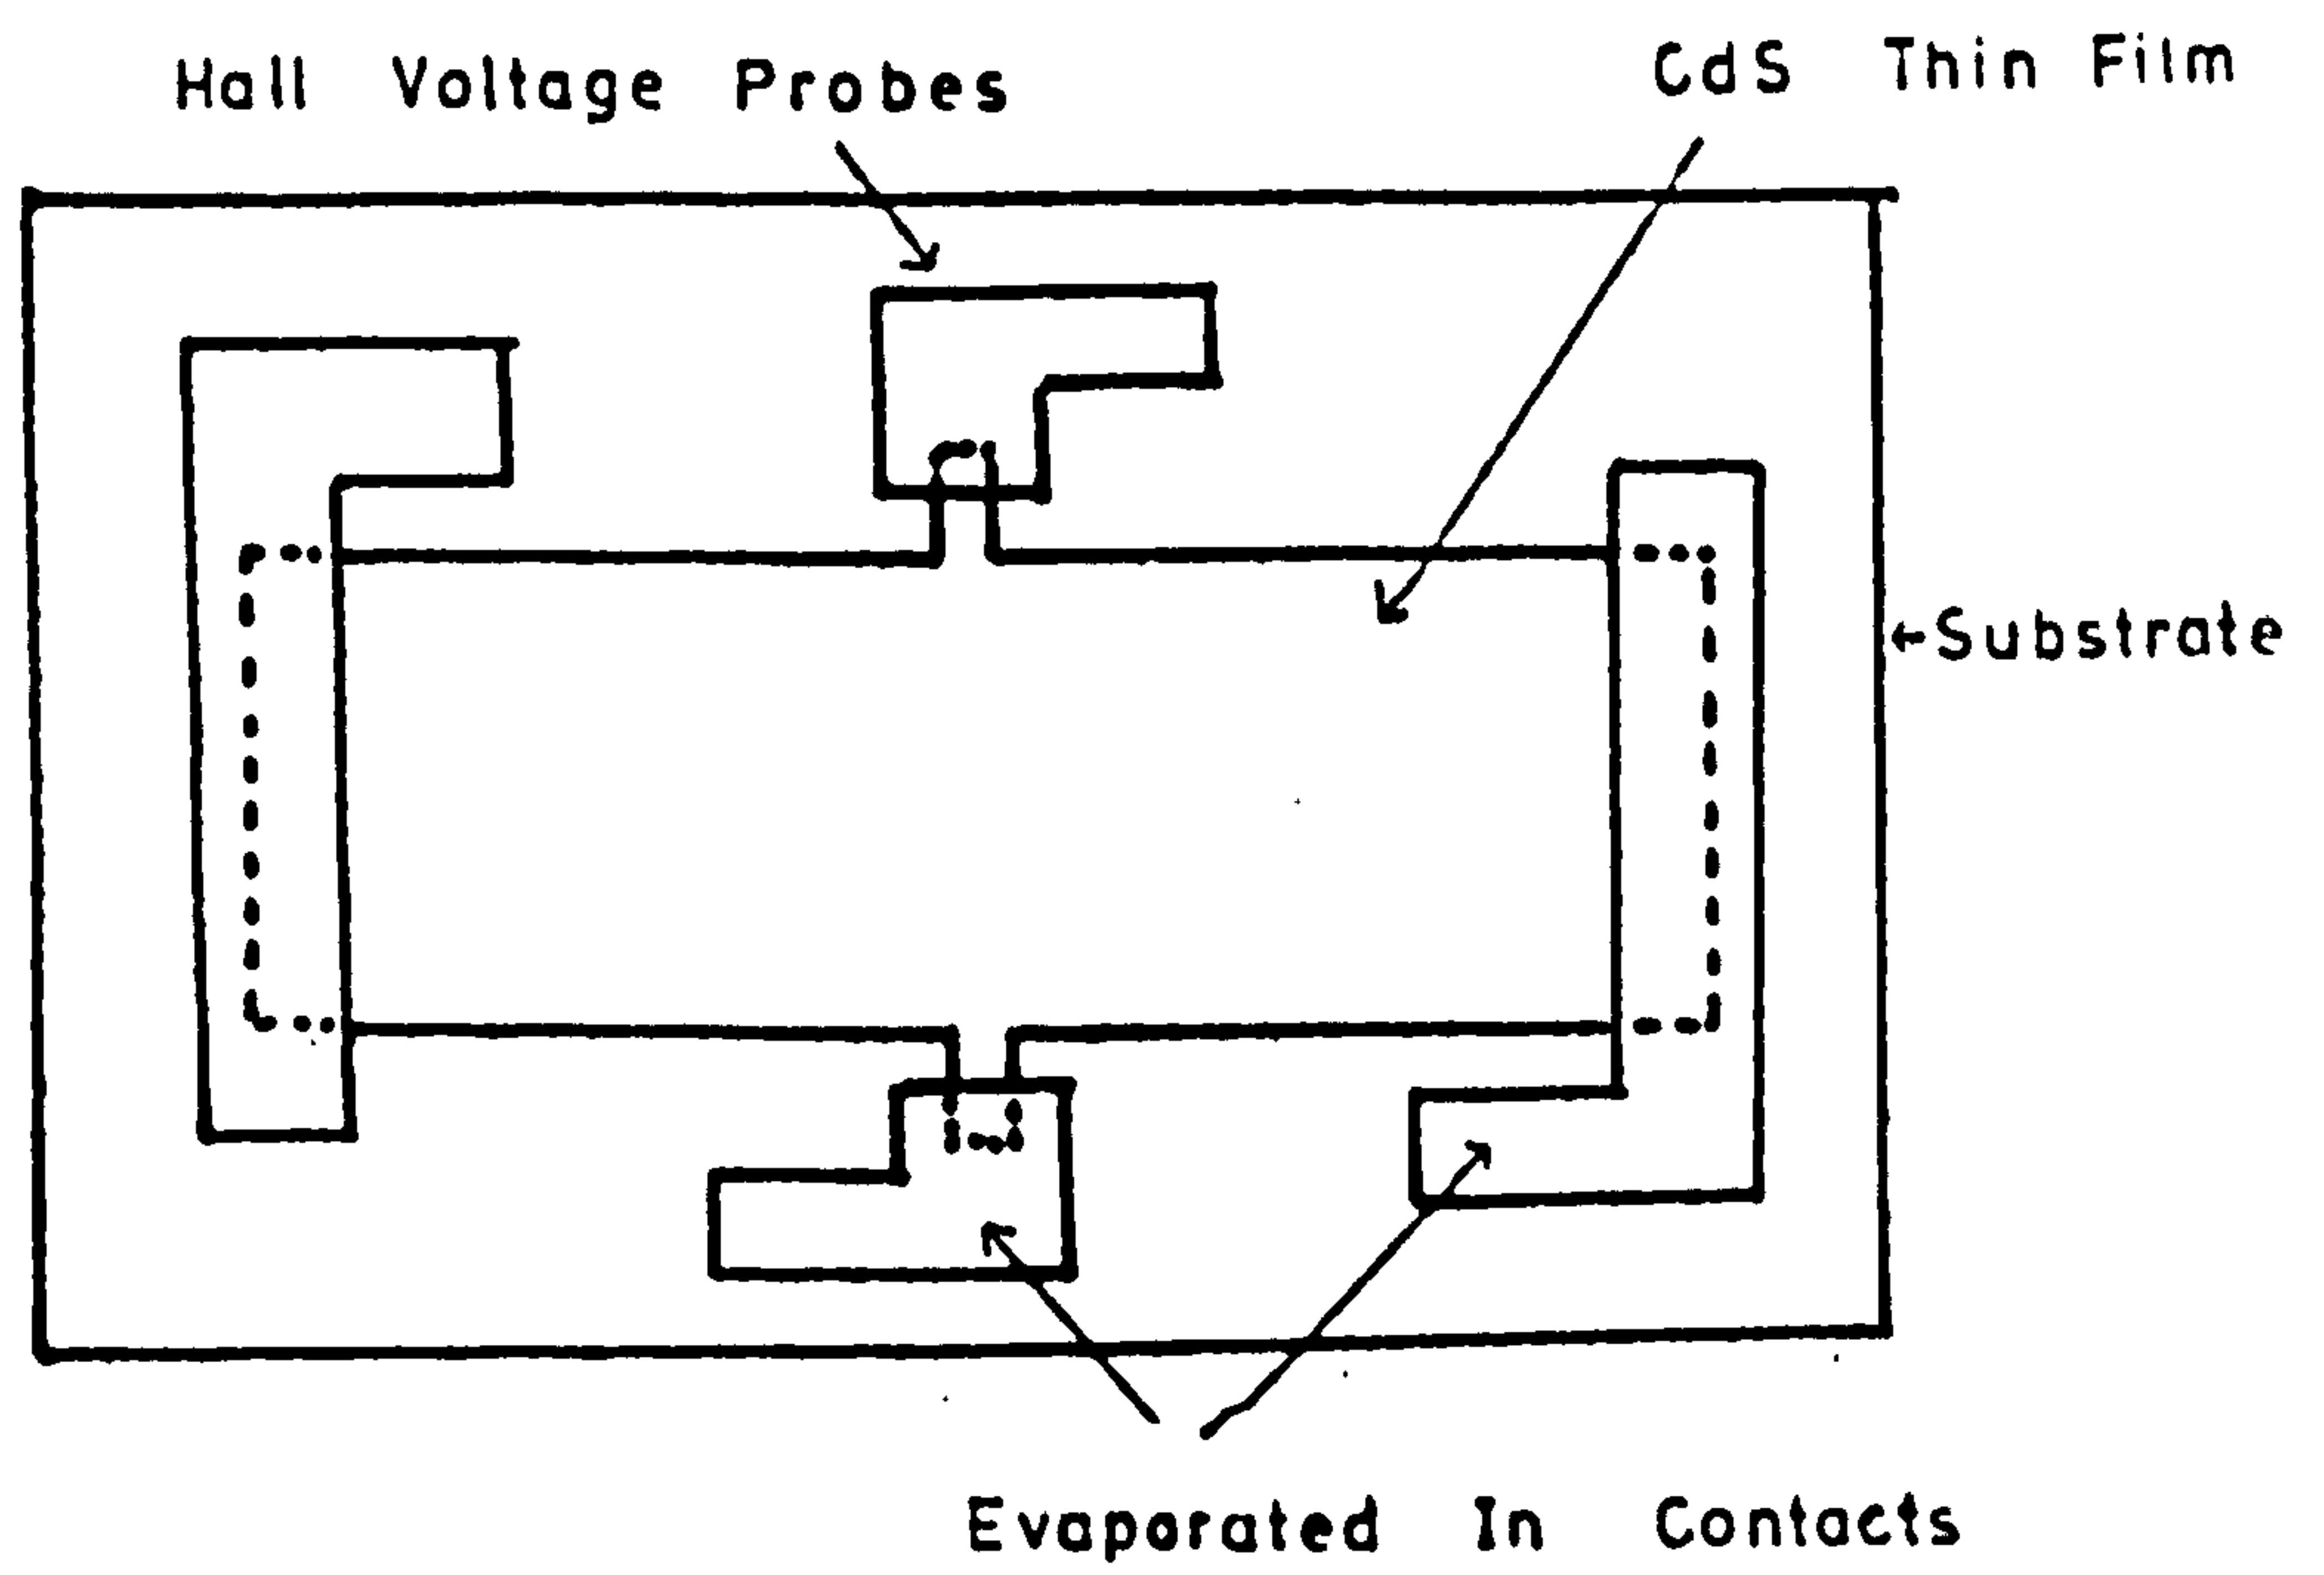 Hall Voltage Probes
CdS Thin Film
←Substrate
Evaporated In Contacts